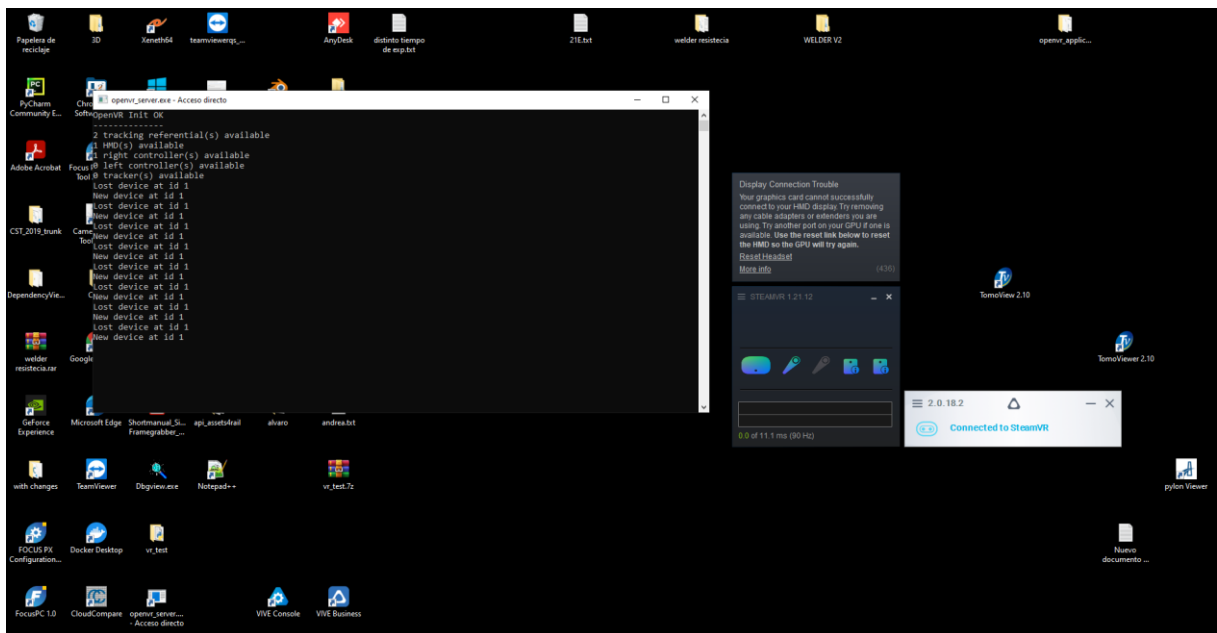 Papelera de
reciclaje
3D
Xeneth64
teamviewerqs_...
AnyDesk
distinto tiempo
de exp.txt
21E.txt
welder resistecia
WELDER V2
openvr_applic...
PyCharm
Community E...
Chro
Softw
openvr_server.exe - Acceso directo
OpenVR Init OK
--------------
2 tracking referential(s) available
1 HMD(s) available
1 right controller(s) available
0 left controller(s) available
0 tracker(s) available
Lost device at id 1
New device at id 1
Lost device at id 1
New device at id 1
Lost device at id 1
New device at id 1
Lost device at id 1
New device at id 1
Lost device at id 1
New device at id 1
Lost device at id 1
New device at id 1
Lost device at id 1
New device at id 1
Lost device at id 1
New device at id 1
Adobe Acrobat
Focus
Tool
CST_2019_trunk
Came
Too
DependencyVie...
welder
resistecia.rar
Google
Display Connection Trouble
Your graphics card cannot successfully
connect to your HMD display. Try removing
any cable adapters or extenders you are
using. Try another port on your GPU if one is
available. Use the reset link below to reset
the HMD so the GPU will try again.
Reset Headset
More info
(436)
STEAMVR 1.21.12
0.0 of 11.1 ms (90 Hz)
TomoView 2.10
TomoViewer 2.10
2.0.18.2
Connected to SteamVR
GeForce
Experience
Microsoft Edge
Shortmanual_Si...
Framegrabber_...
api_assets4rail
alvaro
andrea.txt
with changes
TeamViewer
Dbgview.exe
Notepad++
vr_test.7z
pylon Viewer
FOCUS PX
Configuration...
Docker Desktop
vr_test
Nuevo
documento ...
FocusPC 1.0
CloudCompare
openvr_server....
- Acceso directo
VIVE Console
VIVE Business